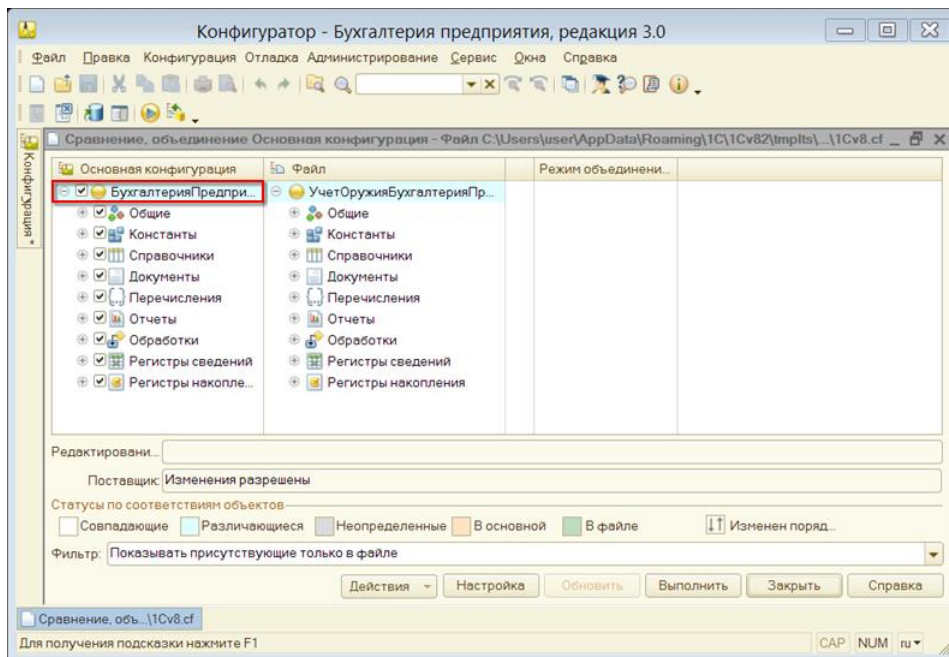 Конфигуратор - Бухгалтерия предприятия, редакция 3.0
Файл Правка Конфигурация Отладка Администрирование Сервис Окна Справка
Конфигурация *
Сравнение, объединение Основная конфигурация - Файл C:\Users\user\AppData\Roaming\1C\1Cv82\tmplts\...\1Cv8.cf
Основная конфигурация Файл Режим объединени...
БухгалтерияПредпри... УчетОружияБухгалтерияПр...
Общие Общие
Константы Константы
Справочники Справочники
Документы Документы
Перечисления Перечисления
Отчеты Отчеты
Обработки Обработки
Регистры сведений Регистры сведений
Регистры накопле... Регистры накопления
Редактировани...
Поставщик: Изменения разрешены
Статусы по соответствиям объектов
Совпадающие Различающиеся Неопределенные В основной В файле Изменен поряд...
Фильтр: Показывать присутствующие только в файле
Действия Настройка Обновить Выполнить Закрыть Справка
Сравнение, объ...\1Cv8.cf
Для получения подсказки нажмите F1 CAP NUM ru